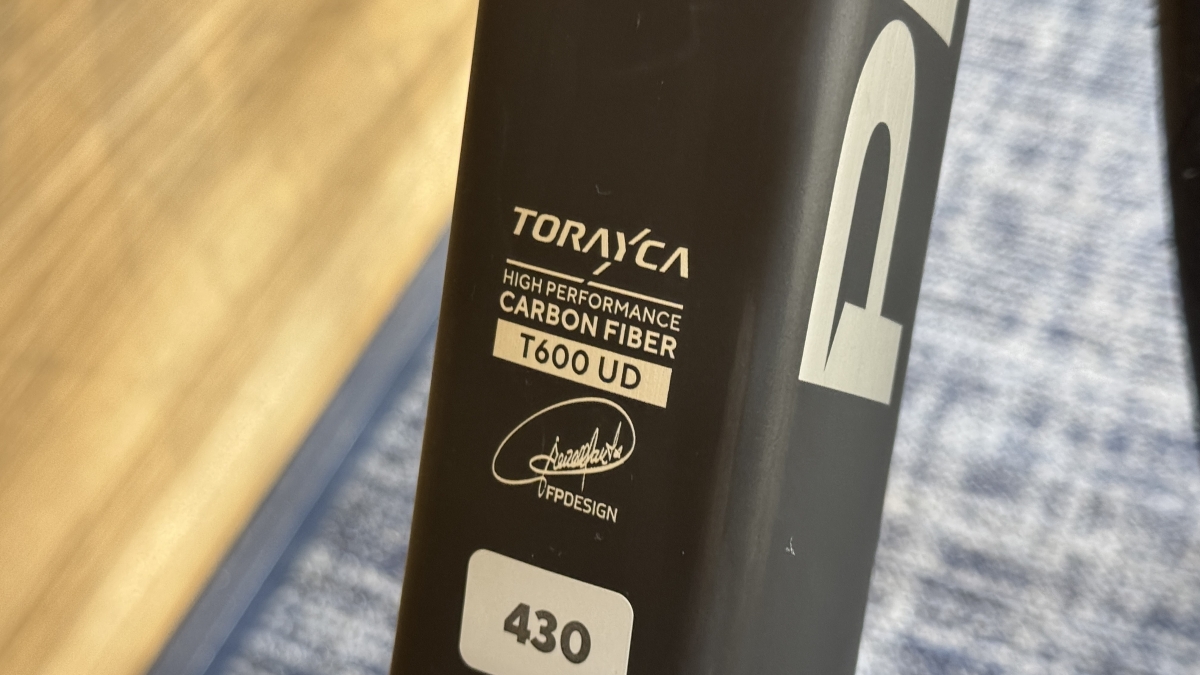 TORAYCA
HIGH PERFORMANCE
CARBON FIBER
T600 UD
FPDESIGN
430